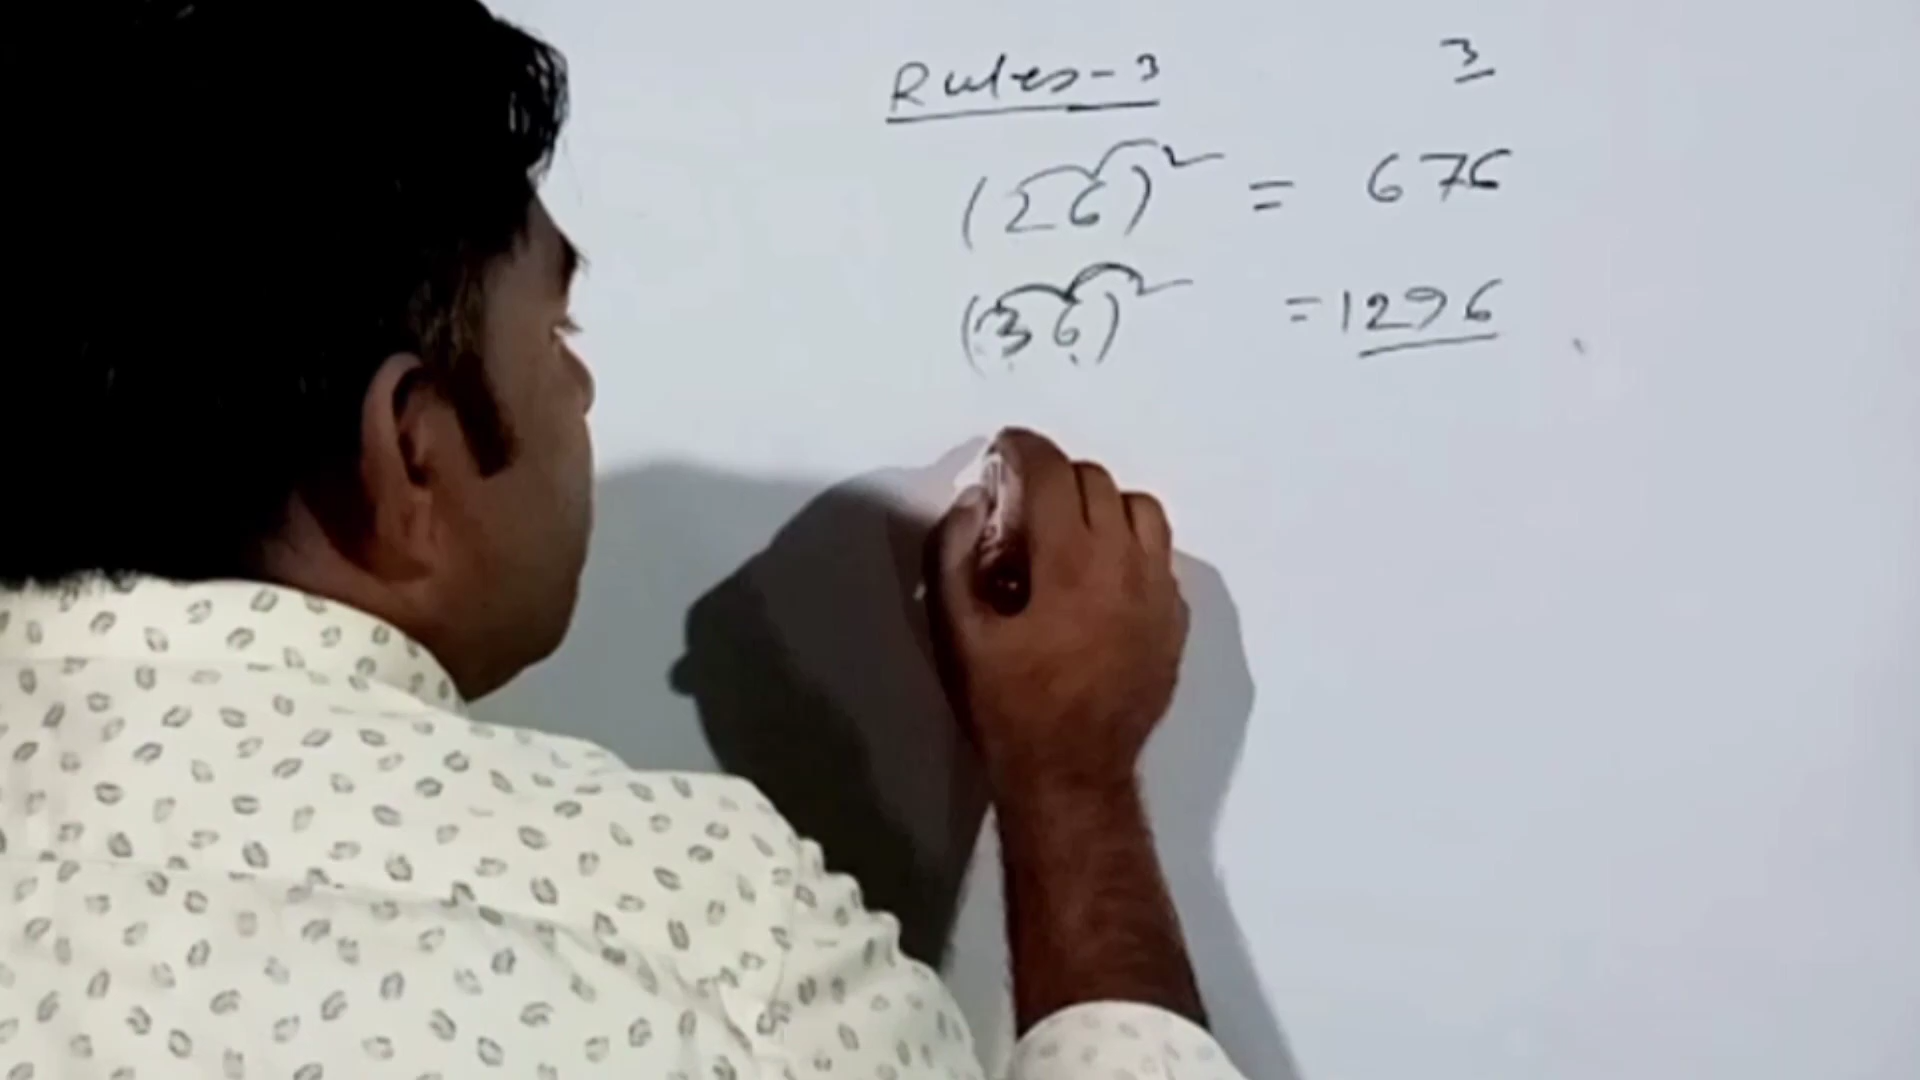 Rules-3 3
(26)² = 676
(36)² = 1296